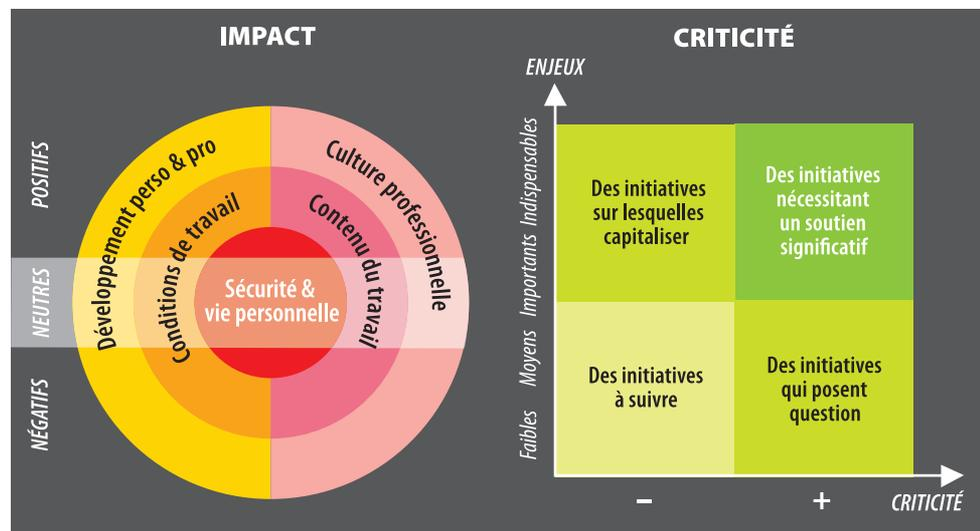 IMPACT
POSITIFS
NEUTRES
NÉGATIFS
Développement perso & pro
Conditions de travail
Culture professionnelle
Contenu du travail
Sécurité &
vie personnelle
CRITICITÉ
ENJEUX
Indispensables
Importants
Moyens
Faibles
Des initiatives
sur lesquelles
capitaliser
Des initiatives
nécessitant
un soutien
significatif
Des initiatives
à suivre
Des initiatives
qui posent
question
–
+
CRITICITÉ